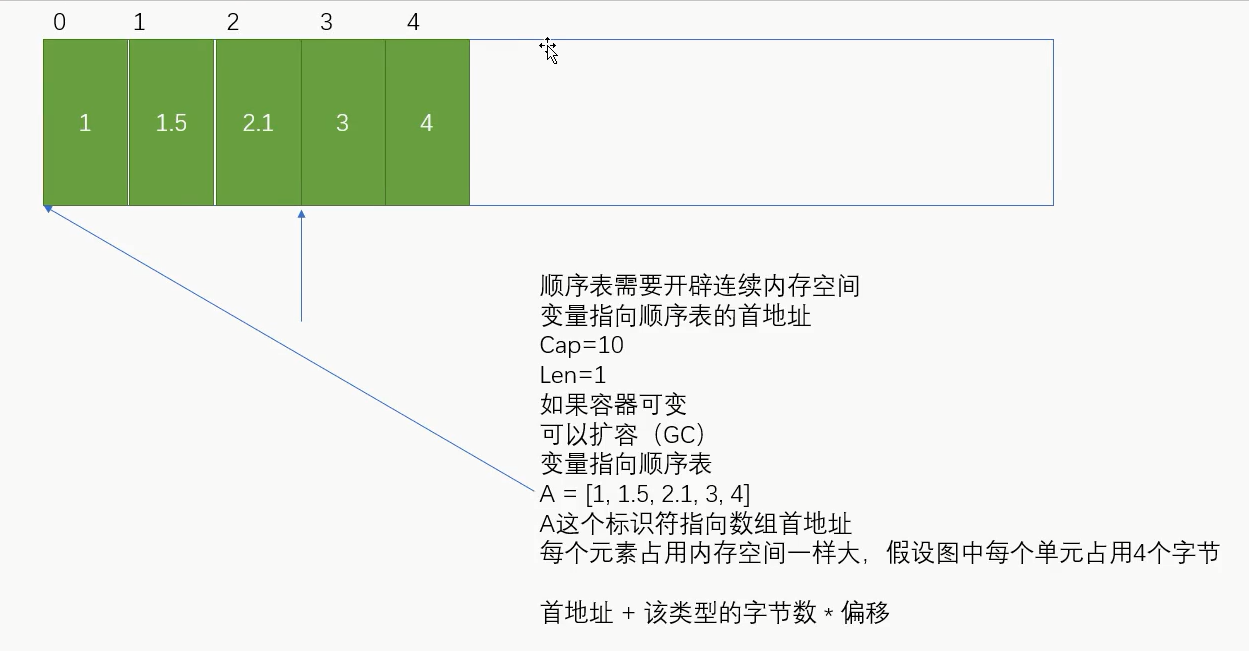 0 1 2 3 4
1 1.5 2.1 3 4
顺序表需要开辟连续内存空间
变量指向顺序表的首地址
Cap=10
Len=1
如果容器可变
可以扩容（GC）
变量指向顺序表
A = [1, 1.5, 2.1, 3, 4]
A这个标识符指向数组首地址
每个元素占用内存空间一样大，假设图中每个单元占用4个字节
首地址 + 该类型的字节数 * 偏移